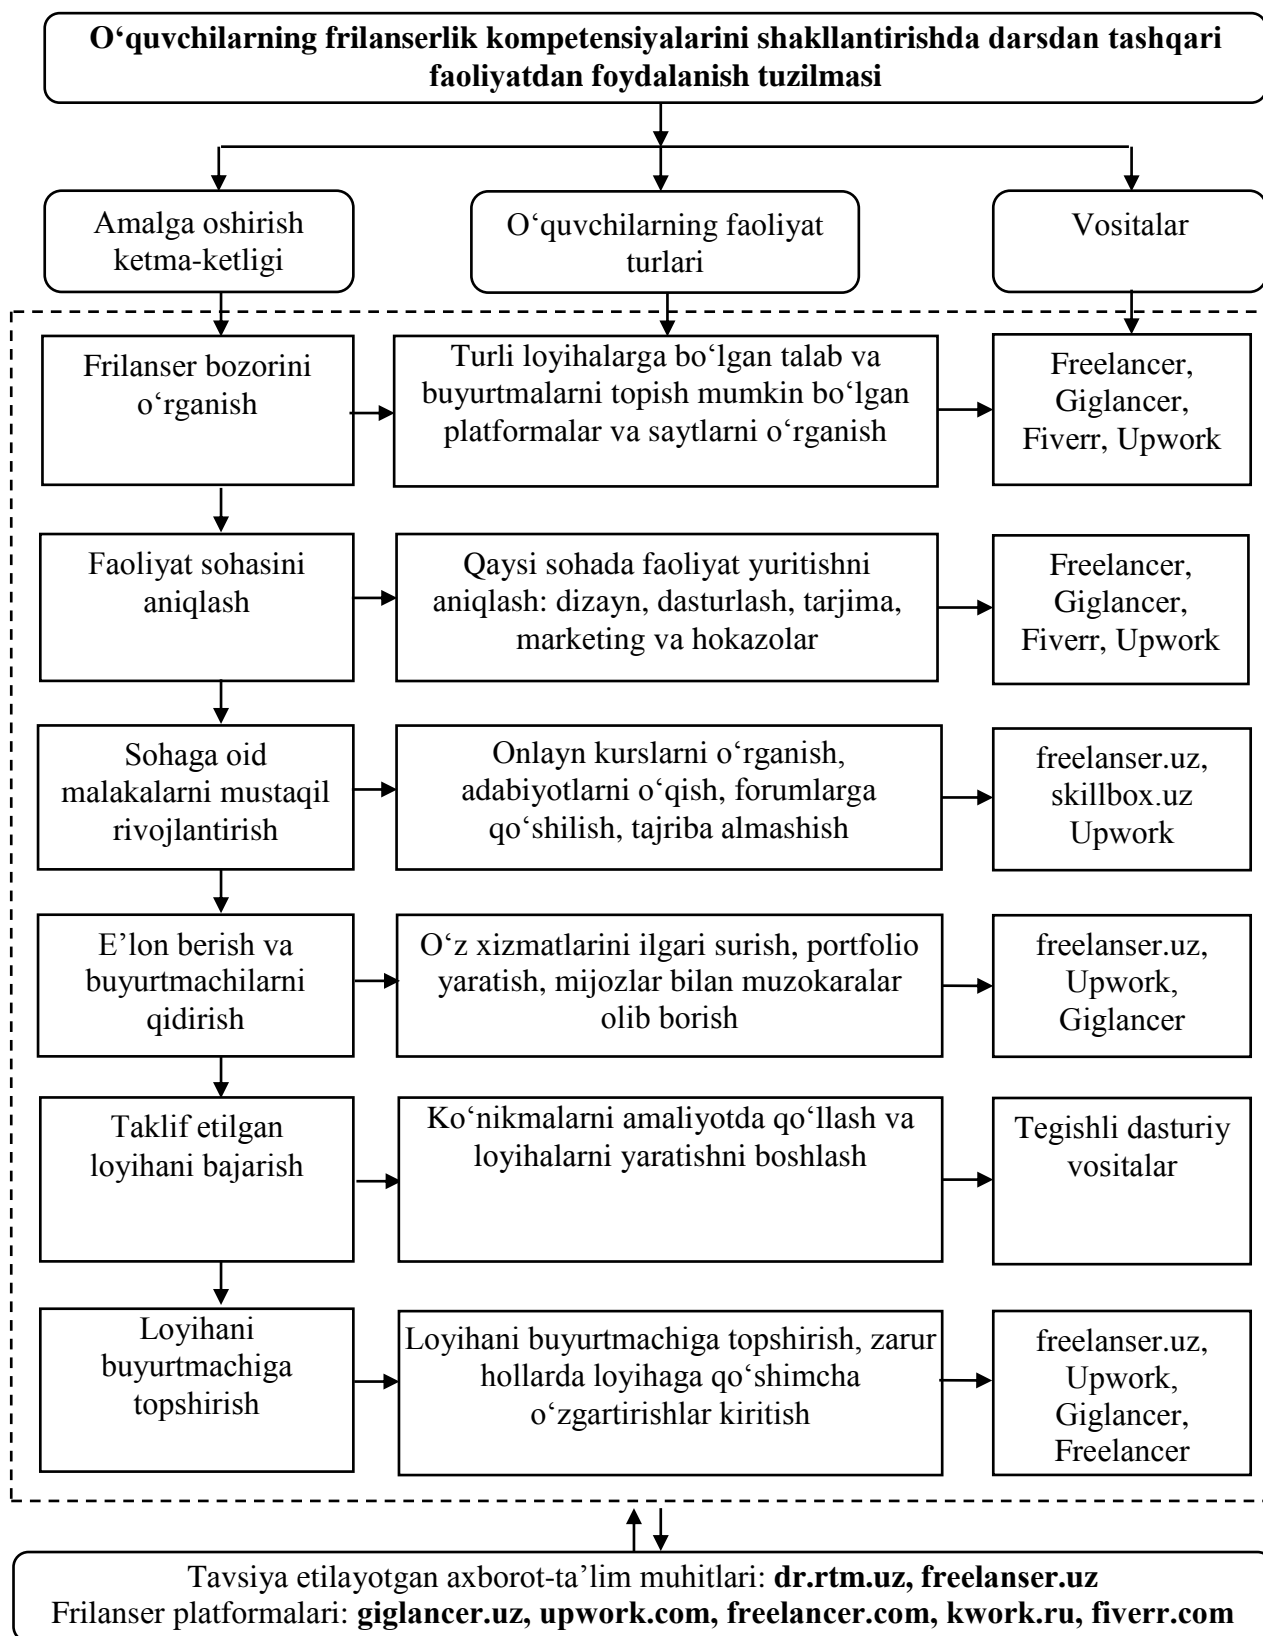 O‘quvchilarning frilanserlik kompetensiyalarini shakllantirishda darsdan tashqari
faoliyatdan foydalanish tuzilmasi
Amalga oshirish
ketma-ketligi
O‘quvchilarning faoliyat
turlari
Vositalar
Frilanser bozorini
o‘rganish
Turli loyihalarga bo‘lgan talab va
buyurtmalarni topish mumkin bo‘lgan
platformalar va saytlarni o‘rganish
Freelancer,
Giglancer,
Fiverr, Upwork
Faoliyat sohasini
aniqlash
Qaysi sohada faoliyat yuritishni
aniqlash: dizayn, dasturlash, tarjima,
marketing va hokazolar
Freelancer,
Giglancer,
Fiverr, Upwork
Sohaga oid
malakalarni mustaqil
rivojlantirish
Onlayn kurslarni o‘rganish,
adabiyotlarni o‘qish, forumlarga
qo‘shilish, tajriba almashish
freelanser.uz,
skillbox.uz
Upwork
E’lon berish va
buyurtmachilarni
qidirish
O‘z xizmatlarini ilgari surish, portfolio
yaratish, mijozlar bilan muzokaralar
olib borish
freelanser.uz,
Upwork,
Giglancer
Taklif etilgan
loyihani bajarish
Ko‘nikmalarni amaliyotda qo‘llash va
loyihalarni yaratishni boshlash
Tegishli dasturiy
vositalar
Loyihani
buyurtmachiga
topshirish
Loyihani buyurtmachiga topshirish, zarur
hollarda loyihaga qo‘shimcha
o‘zgartirishlar kiritish
freelanser.uz,
Upwork,
Giglancer,
Freelancer
Tavsiya etilayotgan axborot-ta’lim muhitlari: dr.rtm.uz, freelanser.uz
Frilanser platformalari: giglancer.uz, upwork.com, freelancer.com, kwork.ru, fiverr.com